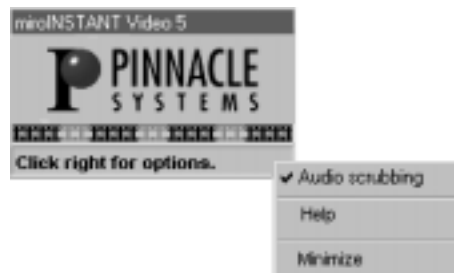 miroINSTANT Video 5
PINNACLE
SYSTEMS
Click right for options.
Audio scrubbing
Help
Minimize